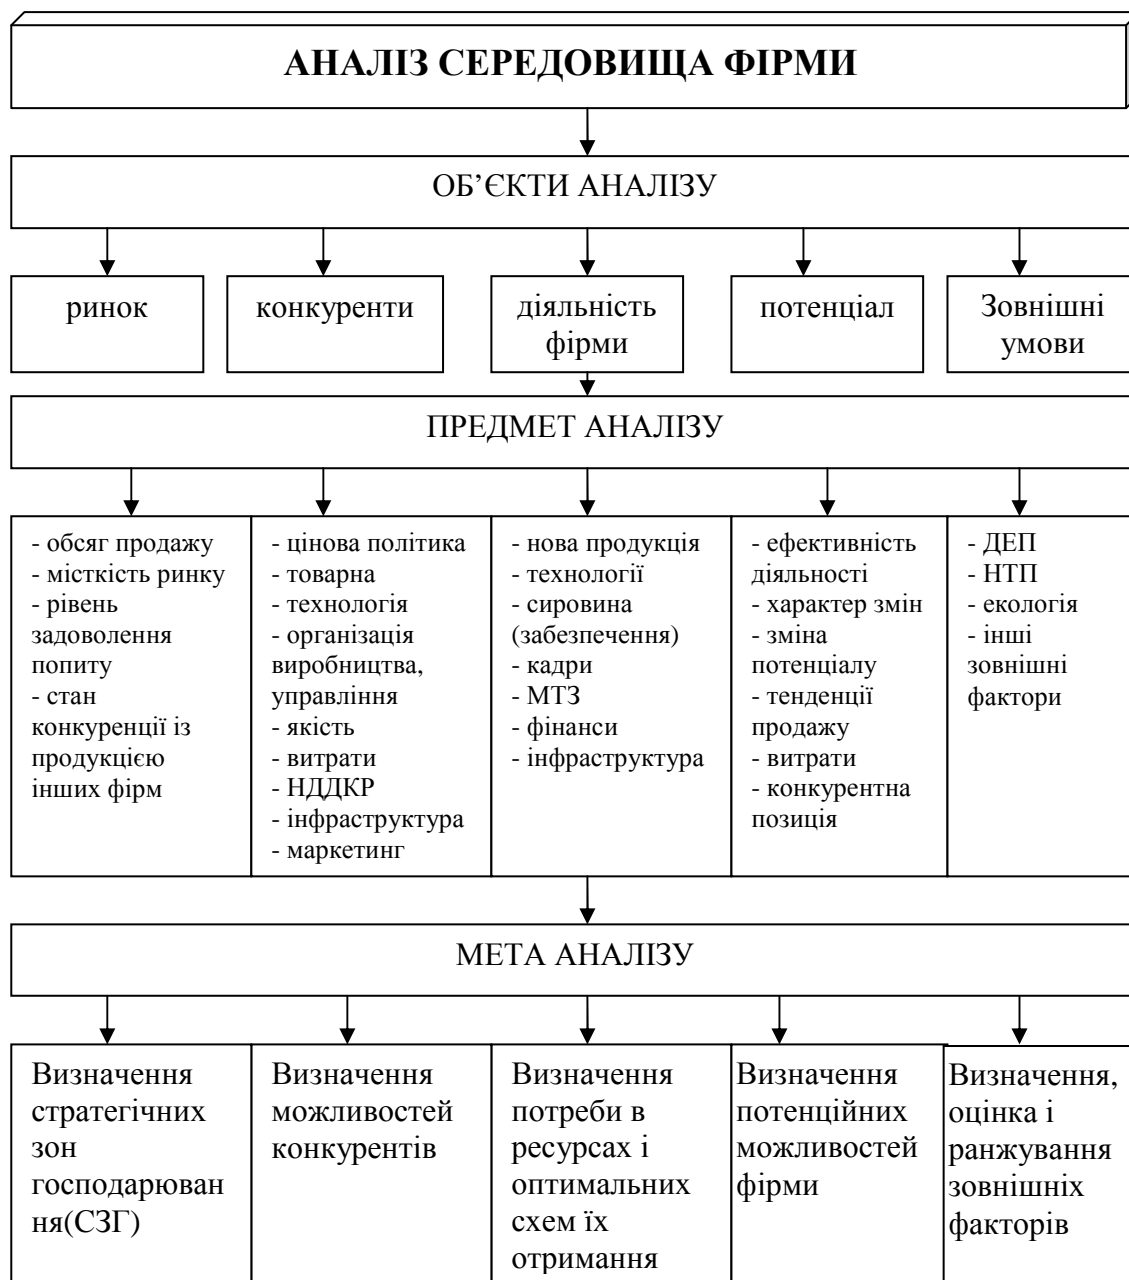 АНАЛІЗ СЕРЕДОВИЩА ФІРМИ
ОБ’ЄКТИ АНАЛІЗУ
ринок
конкуренти
діяльність
фірми
потенціал
Зовнішні
умови
ПРЕДМЕТ АНАЛІЗУ
- обсяг продажу
- місткість ринку
- рівень
задоволення
попиту
- стан
конкуренції із
продукцією
інших фірм
- цінова політика
- товарна
- технологія
- організація
виробництва,
управління
- якість
- витрати
- НДДКР
- інфраструктура
- маркетинг
- нова продукція
- технології
- сировина
(забезпечення)
- кадри
- МТЗ
- фінанси
- інфраструктура
- ефективність
діяльності
- характер змін
- зміна
потенціалу
- тенденції
продажу
- витрати
- конкурентна
позиція
- ДЕП
- НТП
- екологія
- інші
зовнішні
фактори
МЕТА АНАЛІЗУ
Визначення
стратегічних
зон
господарюван
ня(СЗГ)
Визначення
можливостей
конкурентів
Визначення
потреби в
ресурсах і
оптимальних
схем їх
отримання
Визначення
потенційних
можливостей
фірми
Визначення,
оцінка і
ранжування
зовнішніх
факторів